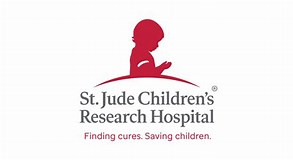 St. Jude Children's®
Research Hospital
Finding cures. Saving children.